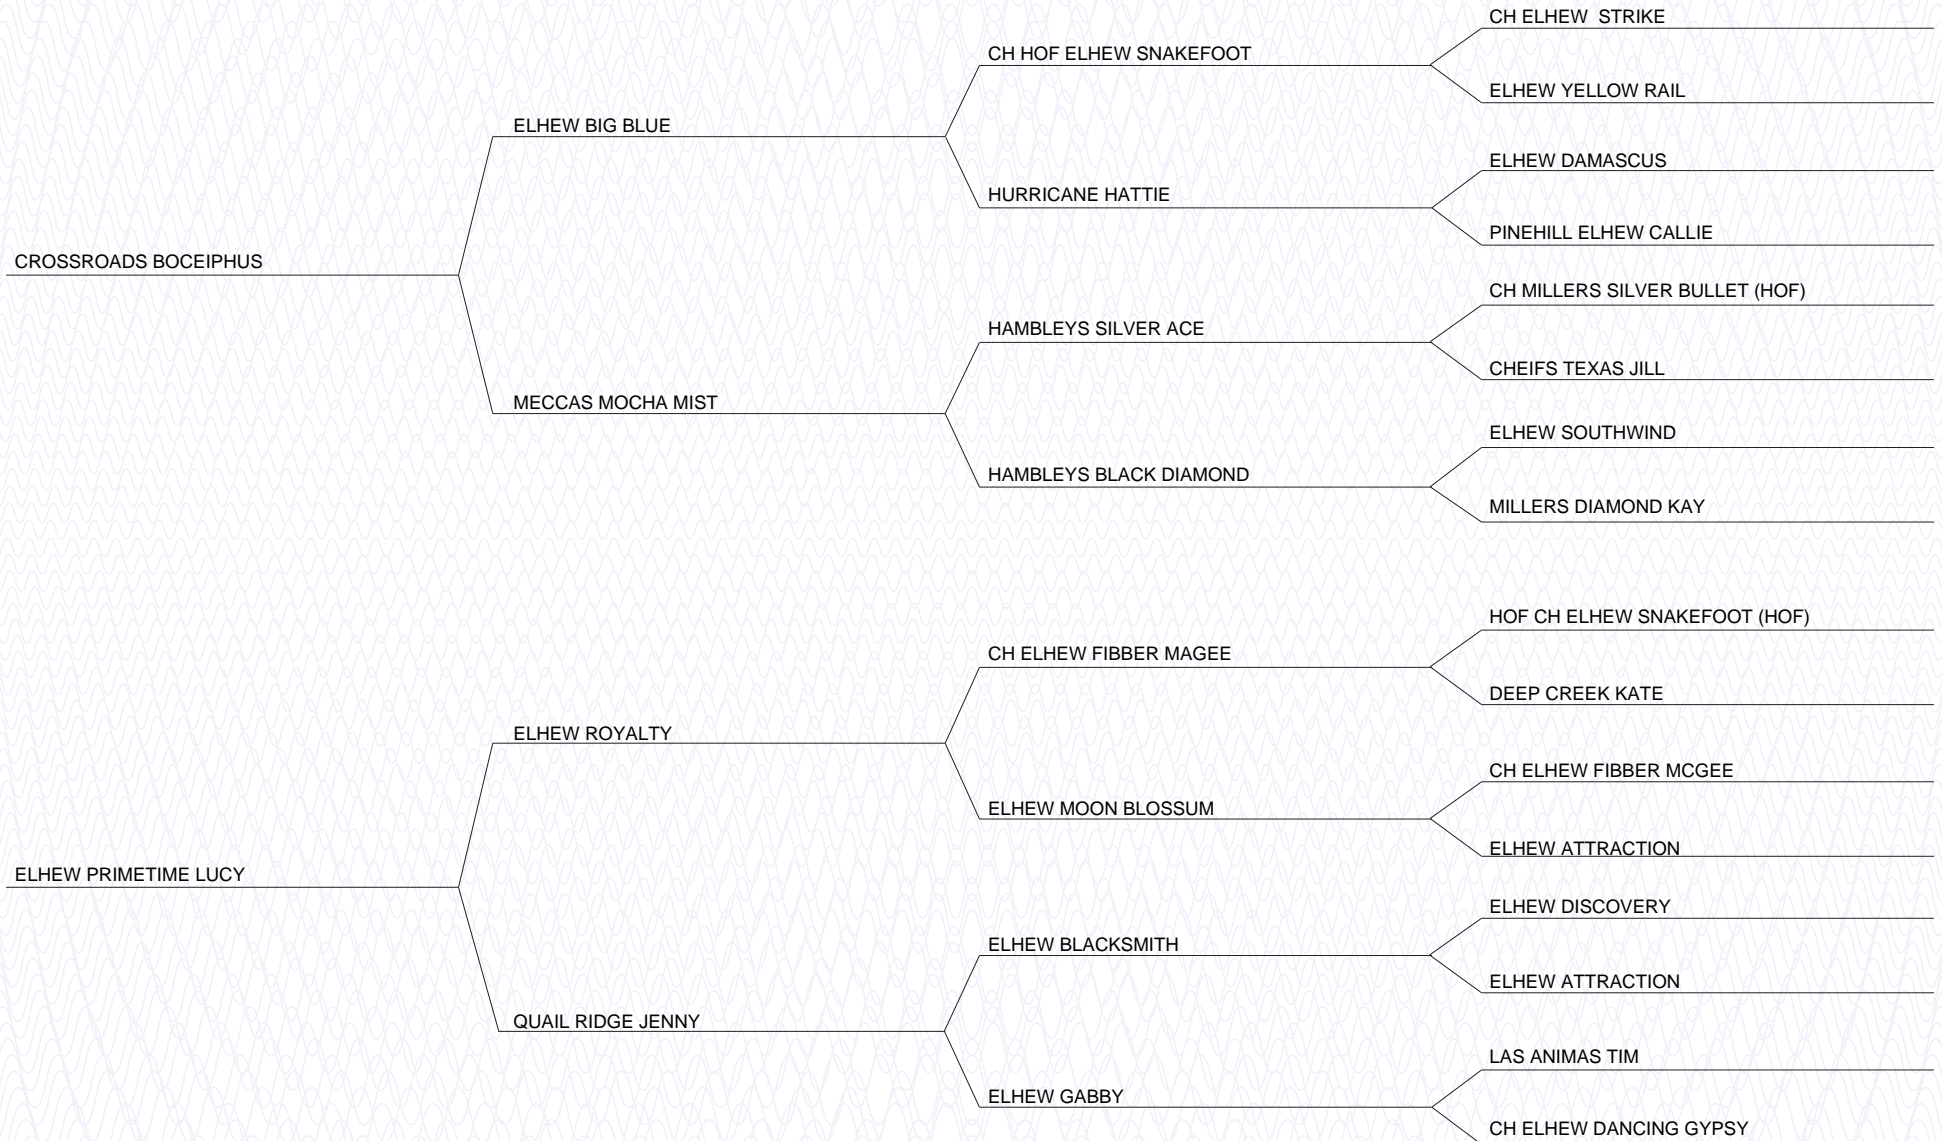 CH ELHEW  STRIKE
CH HOF ELHEW SNAKEFOOT
ELHEW YELLOW RAIL
ELHEW BIG BLUE
ELHEW DAMASCUS
HURRICANE HATTIE
PINEHILL ELHEW CALLIE
CROSSROADS BOCEIPHUS
CH MILLERS SILVER BULLET (HOF)
HAMBLEYS SILVER ACE
CHEIFS TEXAS JILL
MECCAS MOCHA MIST
ELHEW SOUTHWIND
HAMBLEYS BLACK DIAMOND
MILLERS DIAMOND KAY
HOF CH ELHEW SNAKEFOOT (HOF)
CH ELHEW FIBBER MAGEE
DEEP CREEK KATE
ELHEW ROYALTY
CH ELHEW FIBBER MCGEE
ELHEW MOON BLOSSUM
ELHEW ATTRACTION
ELHEW PRIMETIME LUCY
ELHEW DISCOVERY
ELHEW BLACKSMITH
ELHEW ATTRACTION
QUAIL RIDGE JENNY
LAS ANIMAS TIM
ELHEW GABBY
CH ELHEW DANCING GYPSY